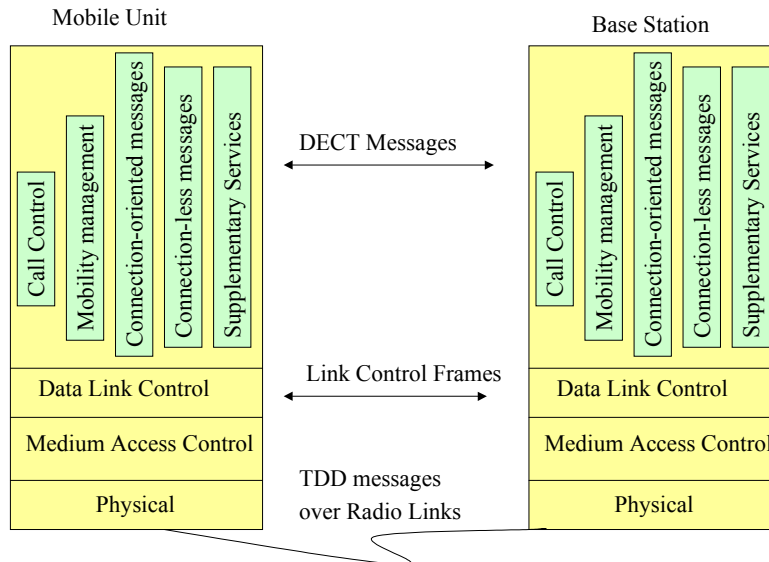 Mobile Unit
Base Station
Call Control
Mobility management
Connection-oriented messages
Connection-less messages
Supplementary Services
DECT Messages
Call Control
Mobility management
Connection-oriented messages
Connection-less messages
Supplementary Services
Link Control Frames
Data Link Control
Data Link Control
Medium Access Control
Medium Access Control
TDD messages
over Radio Links
Physical
Physical